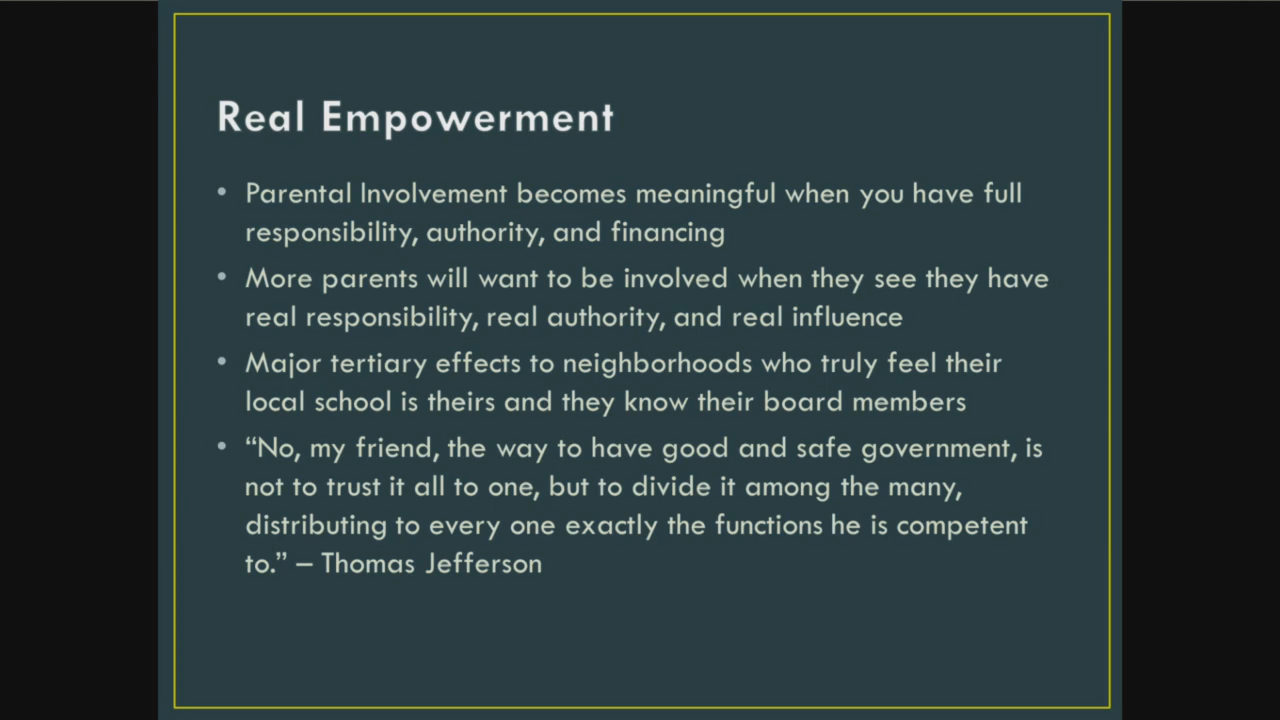 Real Empowerment
• Parental Involvement becomes meaningful when you have full
responsibility, authority, and financing
• More parents will want to be involved when they see they have
real responsibility, real authority, and real influence
• Major tertiary effects to neighborhoods who truly feel their
local school is theirs and they know their board members
• “No, my friend, the way to have good and safe government, is
not to trust it all to one, but to divide it among the many,
distributing to every one exactly the functions he is competent
to.” – Thomas Jefferson